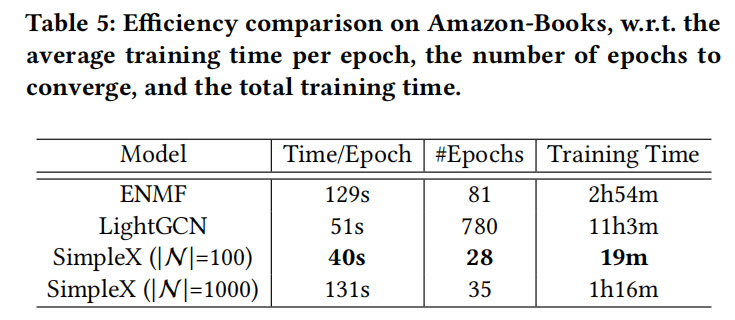 Table 5: Efficiency comparison on Amazon-Books, w.r.t. the
average training time per epoch, the number of epochs to
converge, and the total training time.
Model Time/Epoch #Epochs Training Time
ENMF 129s 81 2h54m
LightGCN 51s 780 11h3m
SimpleX (|𝒩|=100) 40s 28 19m
SimpleX (|𝒩|=1000) 131s 35 1h16m